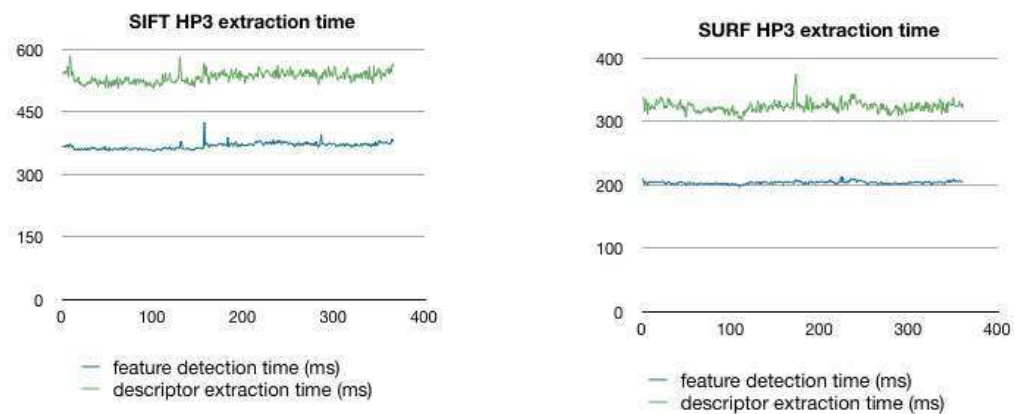 SIFT HP3 extraction time
600
450
300
150
0
0 100 200 300 400
feature detection time (ms)
descriptor extraction time (ms)
SURF HP3 extraction time
400
300
200
100
0
0 100 200 300 400
feature detection time (ms)
descriptor extraction time (ms)